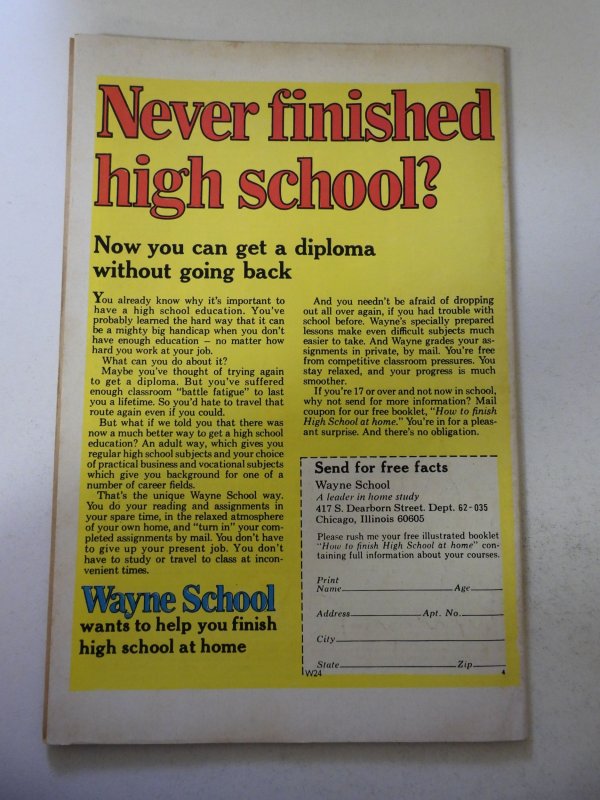 Never finished
high school?
Now you can get a diploma
without going back
You already know why it's important to
have a high school education. You've
probably learned the hard way that it can
be a mighty big handicap when you don't
have enough education – no matter how
hard you work at your job.
What can you do about it?
Maybe you've thought of trying again
to get a diploma. But you've suffered
enough classroom "battle fatigue" to last
you a lifetime. So you'd hate to travel that
route again even if you could.
But what if we told you that there was
now a much better way to get a high school
education? An adult way, which gives you
regular high school subjects and your choice
of practical business and vocational subjects
which give you background for one of a
number of career fields.
That's the unique Wayne School way.
You do your reading and assignments in
your spare time, in the relaxed atmosphere
of your own home, and "turn in" your com-
pleted assignments by mail. You don't have
to give up your present job. You don't
have to study or travel to class at incon-
venient times.
Wayne School
wants to help you finish
high school at home
And you needn't be afraid of dropping
out all over again, if you had trouble with
school before. Wayne's specially prepared
lessons make even difficult subjects much
easier to take. And Wayne grades your as-
signments in private, by mail. You're free
from competitive classroom pressures. You
stay relaxed, and your progress is much
smoother.
If you're 17 or over and not now in school,
why not send for more information? Mail
coupon for our free booklet, "How to finish
High School at home." You're in for a pleas-
ant surprise. And there's no obligation.
Send for free facts
Wayne School
A leader in home study
417 S. Dearborn Street. Dept. 62-035
Chicago, Illinois 60605
Please rush me your free illustrated booklet
"How to finish High School at home" con-
taining full information about your courses.
Print
Name Age
Address Apt. No.
City
State Zip
W24 4